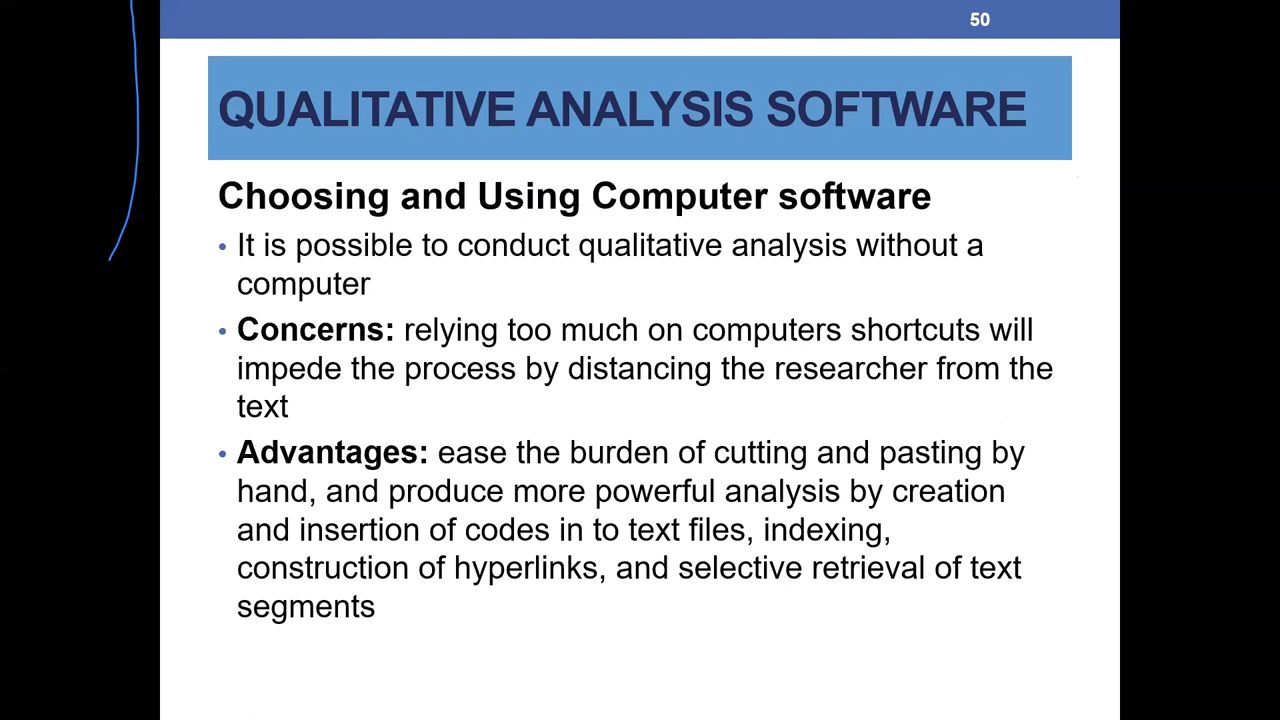 50
QUALITATIVE ANALYSIS SOFTWARE
Choosing and Using Computer software
• It is possible to conduct qualitative analysis without a
computer
• Concerns: relying too much on computers shortcuts will
impede the process by distancing the researcher from the
text
• Advantages: ease the burden of cutting and pasting by
hand, and produce more powerful analysis by creation
and insertion of codes in to text files, indexing,
construction of hyperlinks, and selective retrieval of text
segments